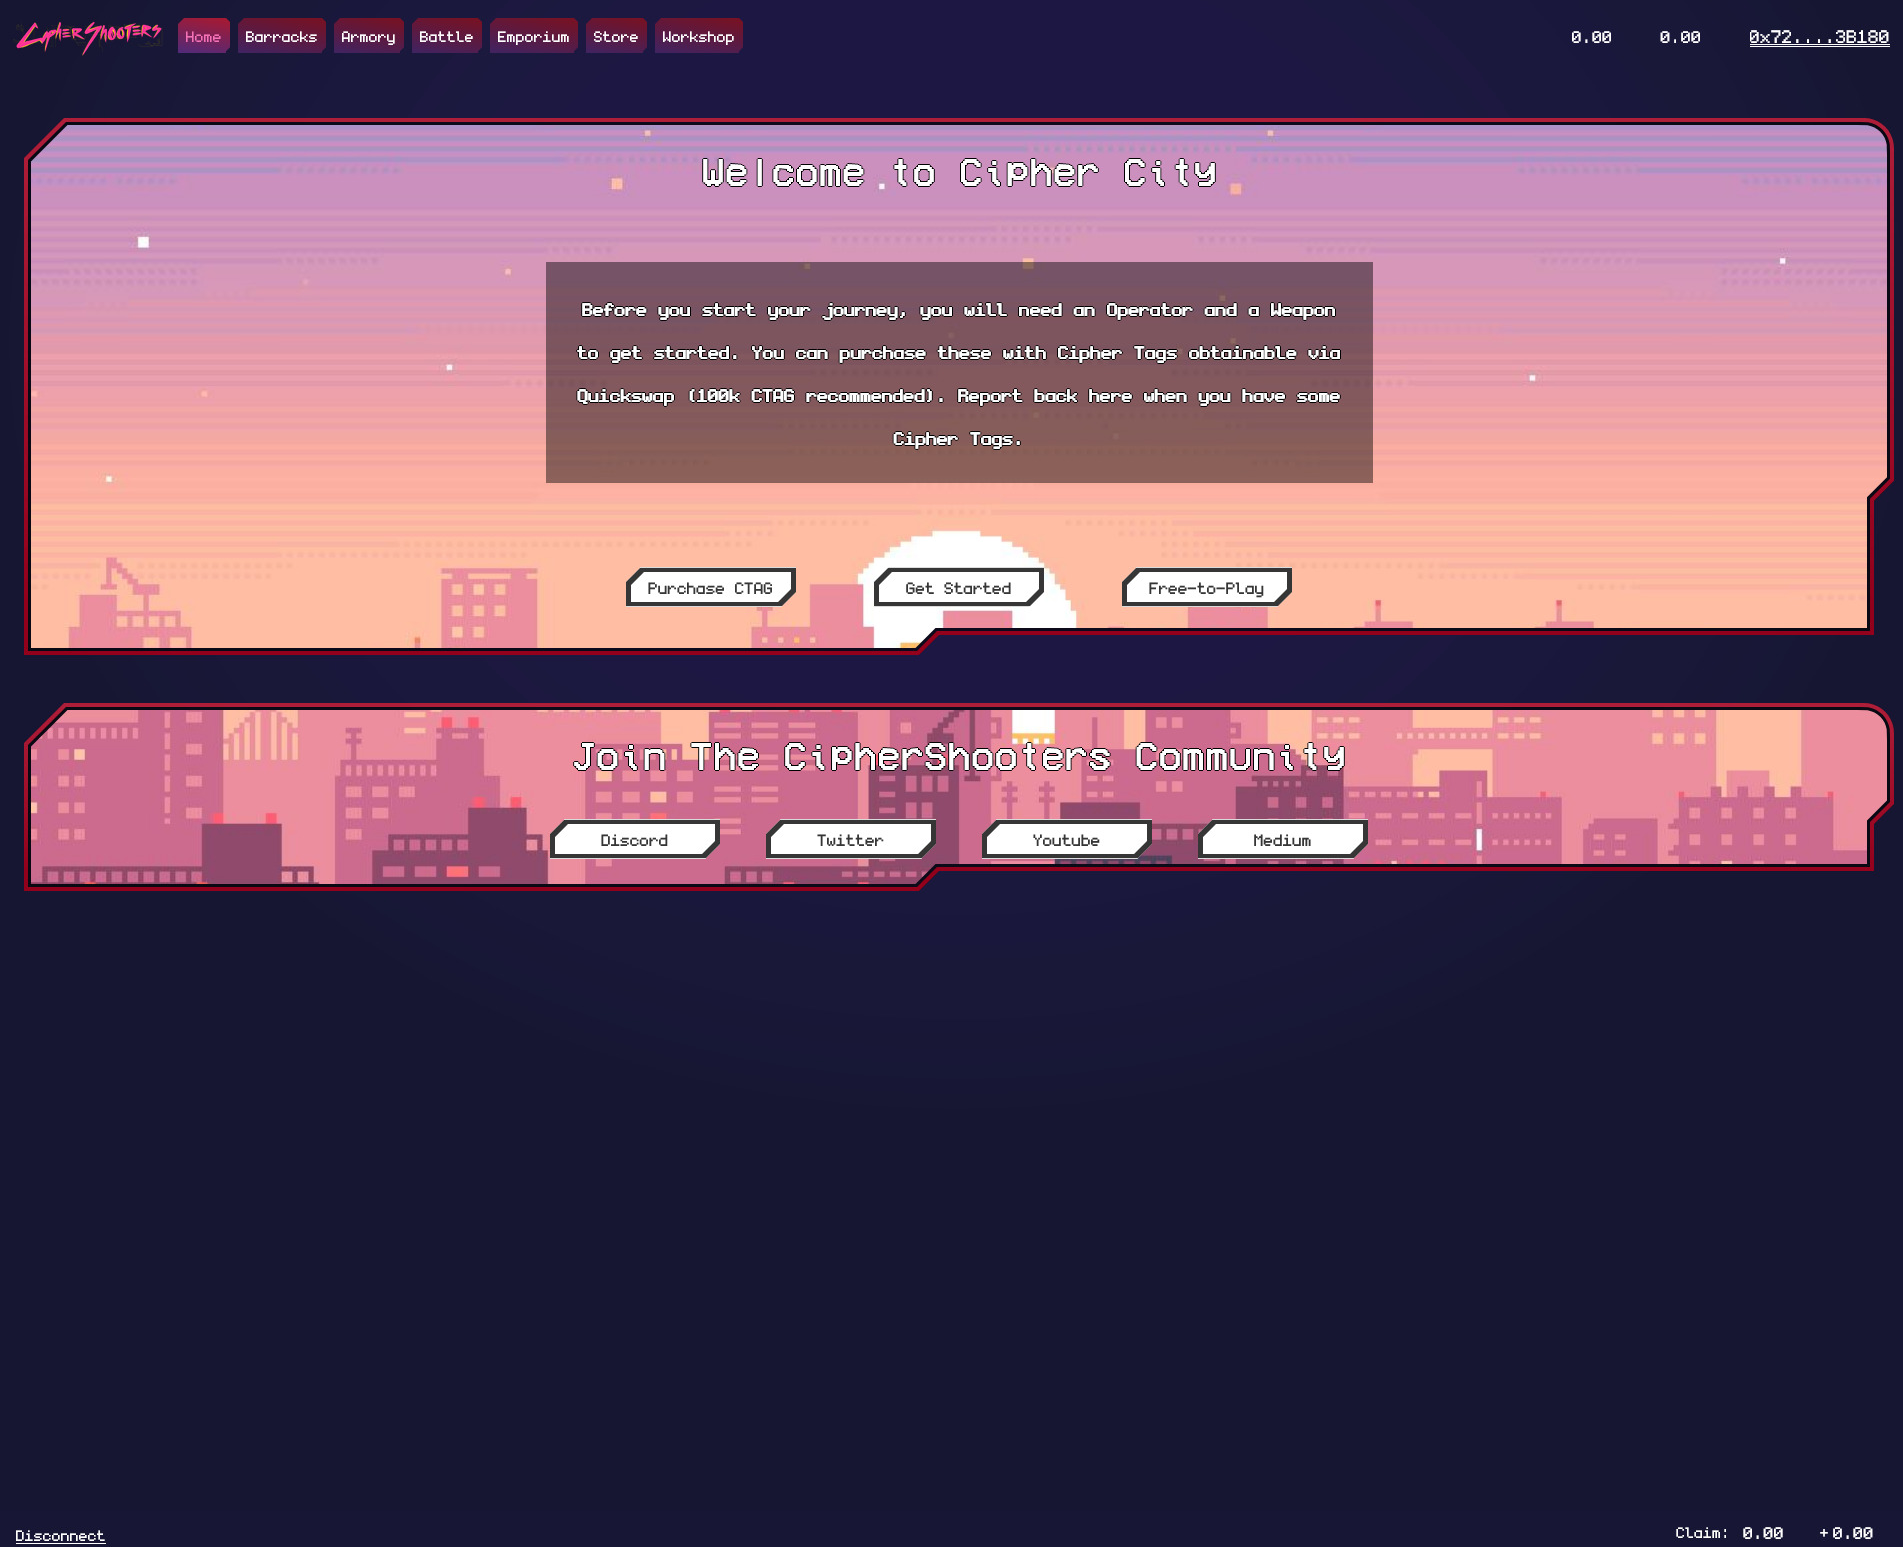 CipherShooters
Home Barracks Armory Battle Emporium Store Workshop 0.00 0.00 0x72....3B180
Welcome to Cipher City
Before you start your journey, you will need an Operator and a Weapon
to get started. You can purchase these with Cipher Tags obtainable via
Quickswap (100k CTAG recommended). Report back here when you have some
Cipher Tags.
Purchase CTAG Get Started Free-to-Play
Join The CipherShooters Community
Discord Twitter Youtube Medium
Disconnect Claim: 0.00 +0.00